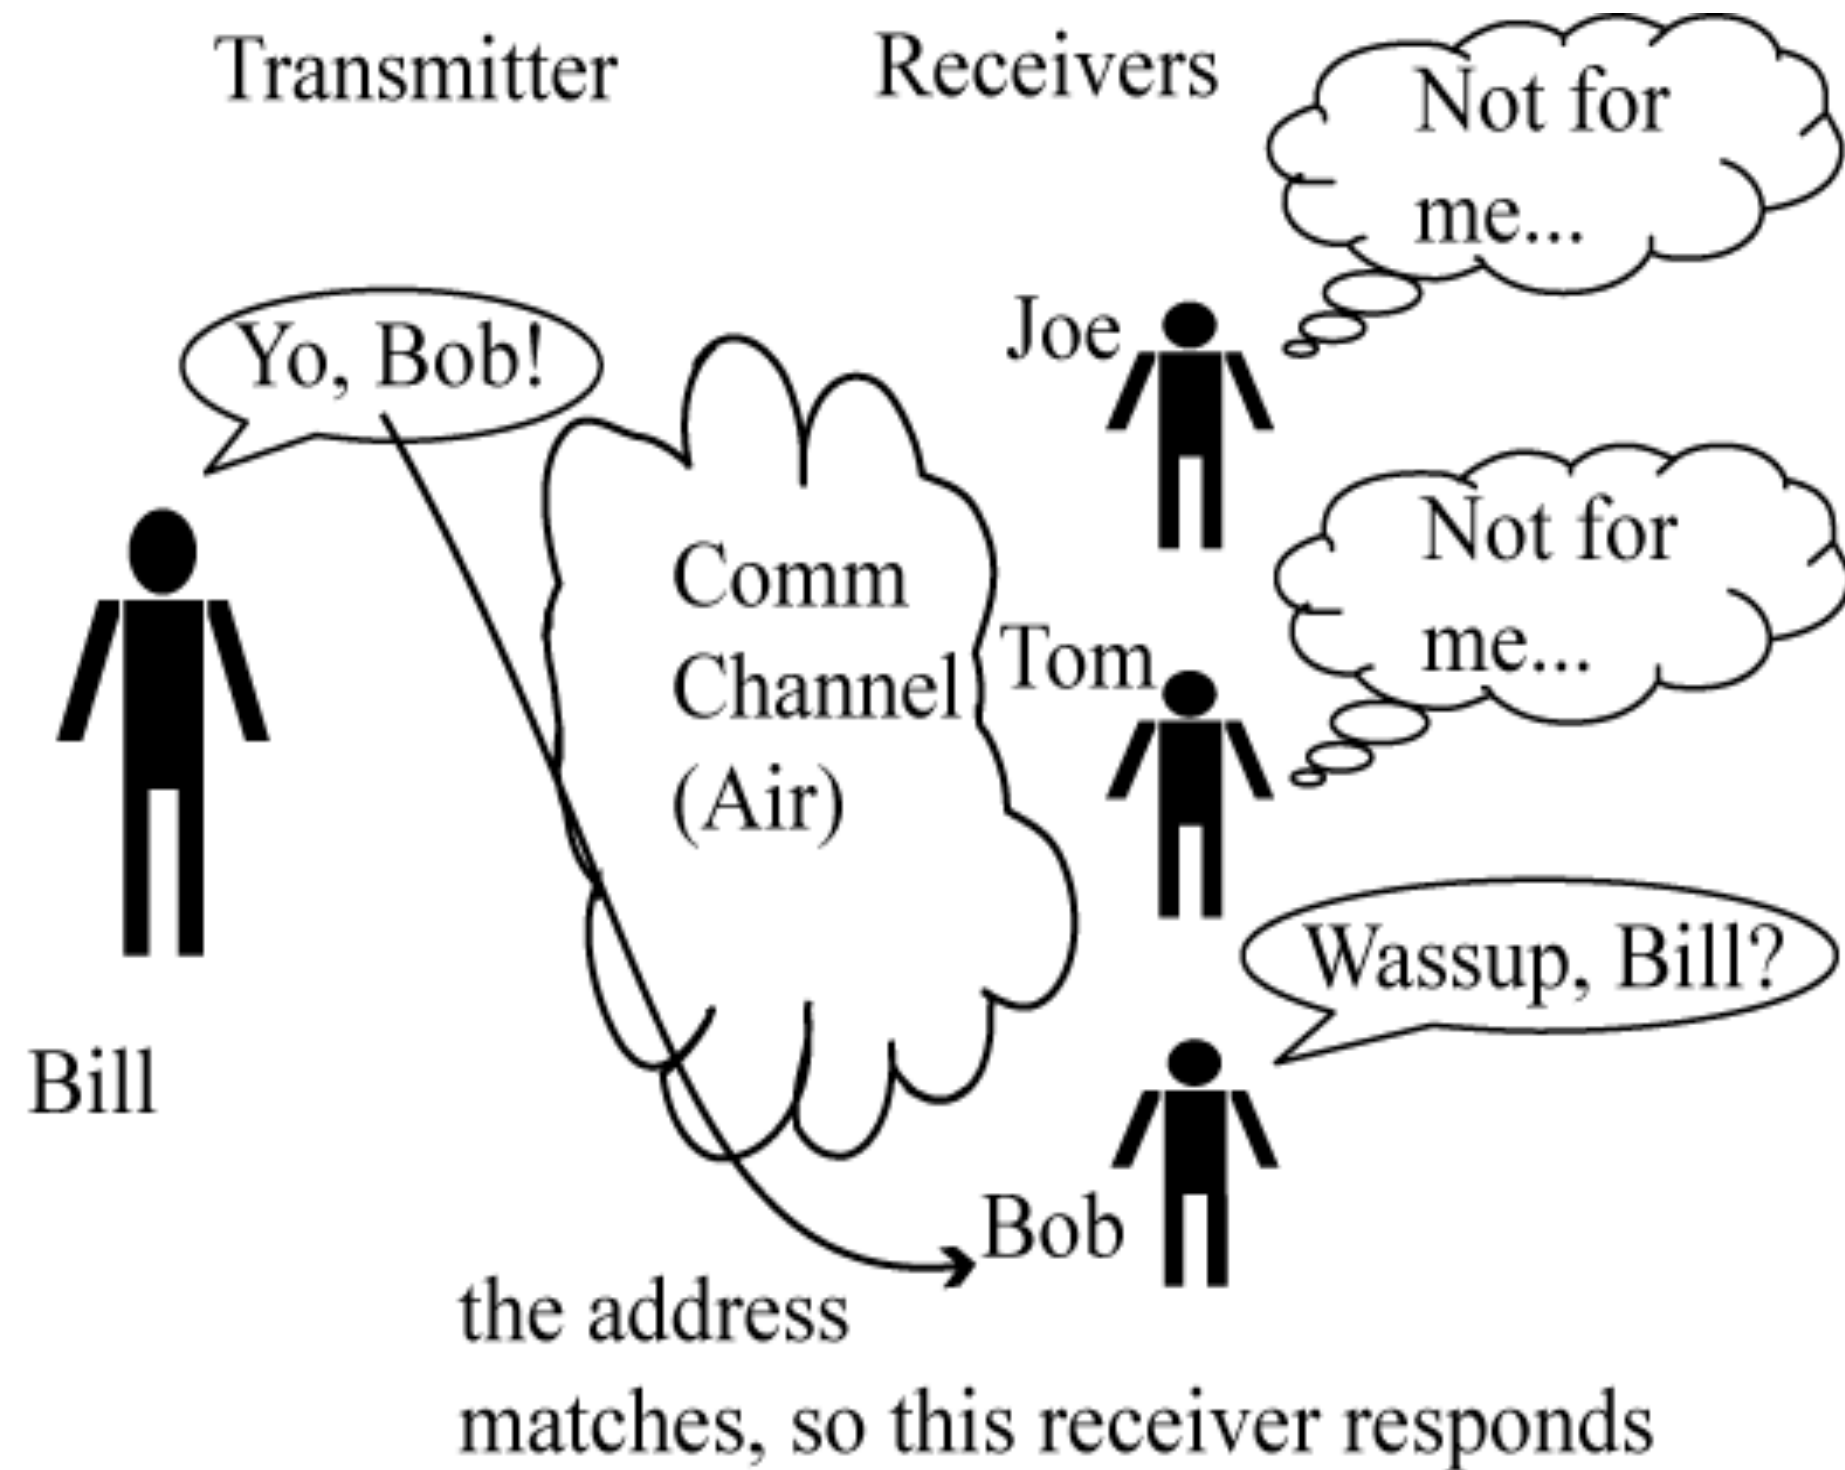 Transmitter
Receivers
Not for
me...
Yo, Bob!
Joe
Comm
Channel
(Air)
Not for
me...
Tom
Wassup, Bill?
Bill
Bob
the address
matches, so this receiver responds